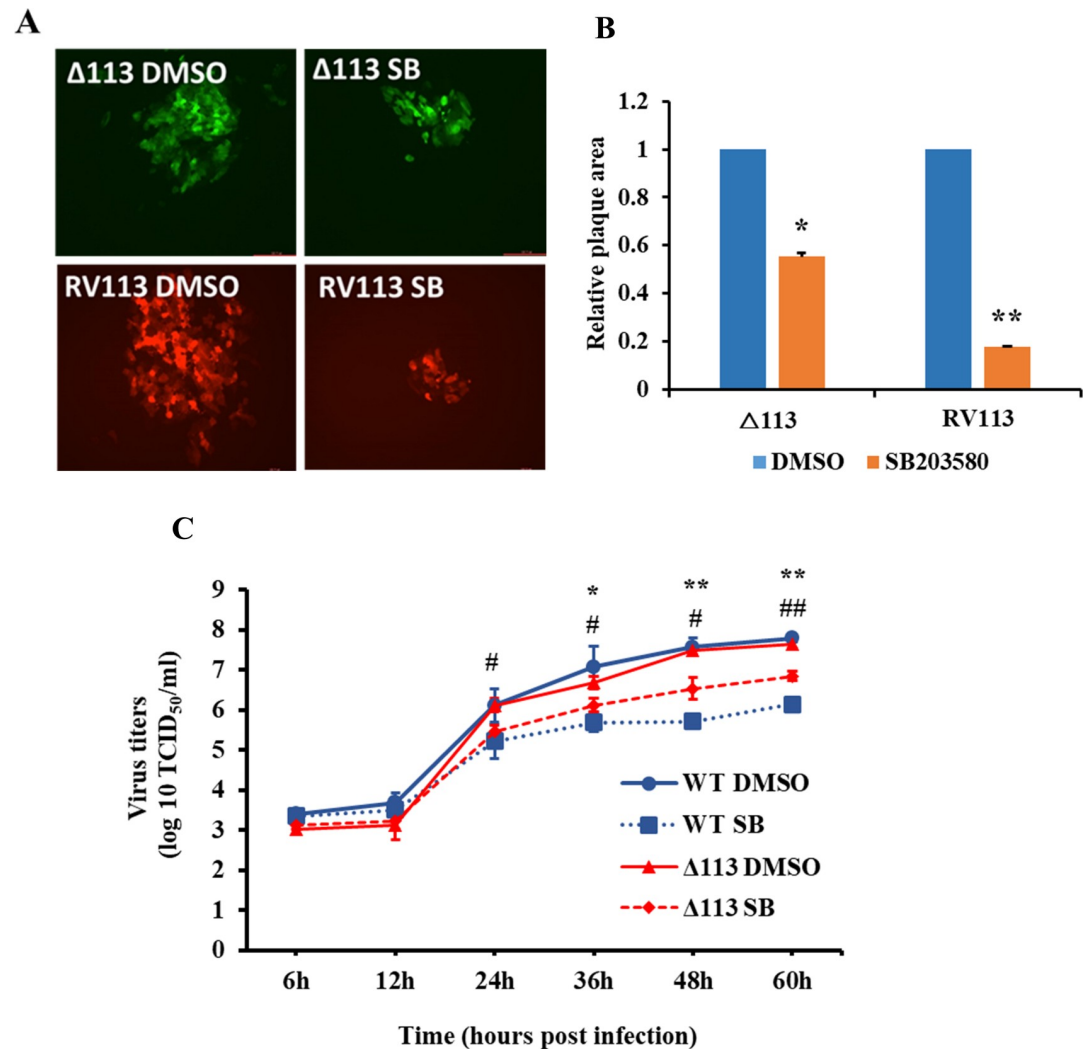 A
Δ113 DMSO
Δ113 SB
RV113 DMSO
RV113 SB
B
Relative plaque area
1.2
1
0.8
0.6
0.4
0.2
0
*
**
△113
RV113
DMSO
SB203580
C
Virus titers
(log 10 TCID50/ml)
9
8
7
6
5
4
3
2
1
0
#
*
#
**
#
**
##
WT DMSO
WT SB
Δ113 DMSO
Δ113 SB
6h
12h
24h
36h
48h
60h
Time (hours post infection)